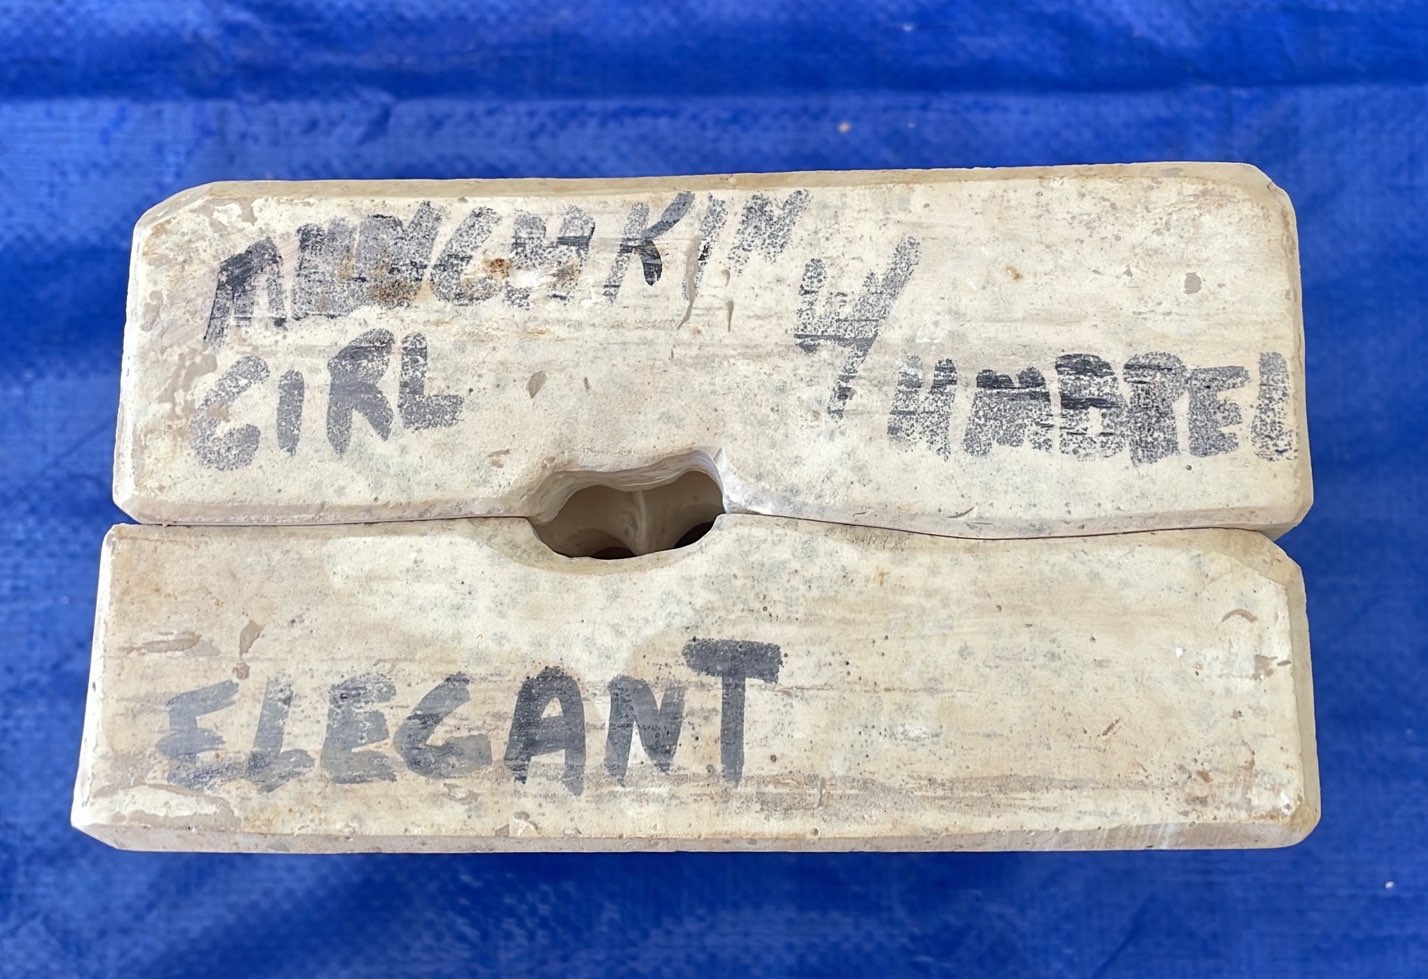 MUNCHKIN
GIRL
W/ UMBREL
ELEGANT